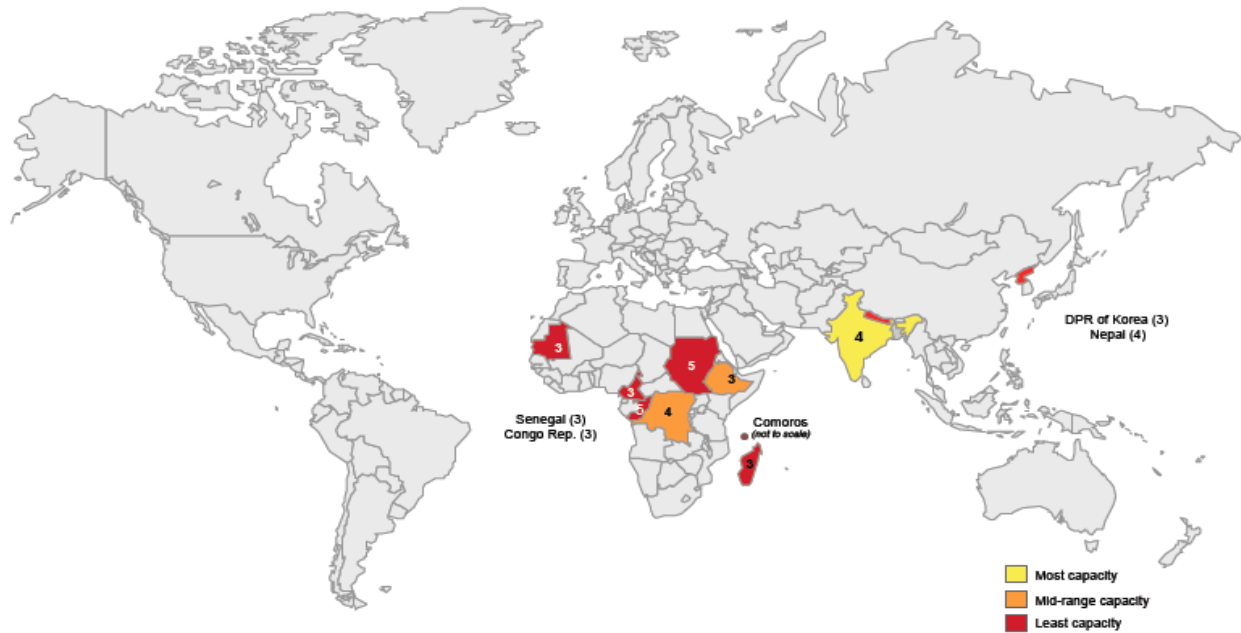 DPR of Korea (3)
Nepal (4)
3
5
4
3
3
5
4
Senegal (3)
Congo Rep. (3)
Comoros
(not to scale)
3
Most capacity
Mid-range capacity
Least capacity